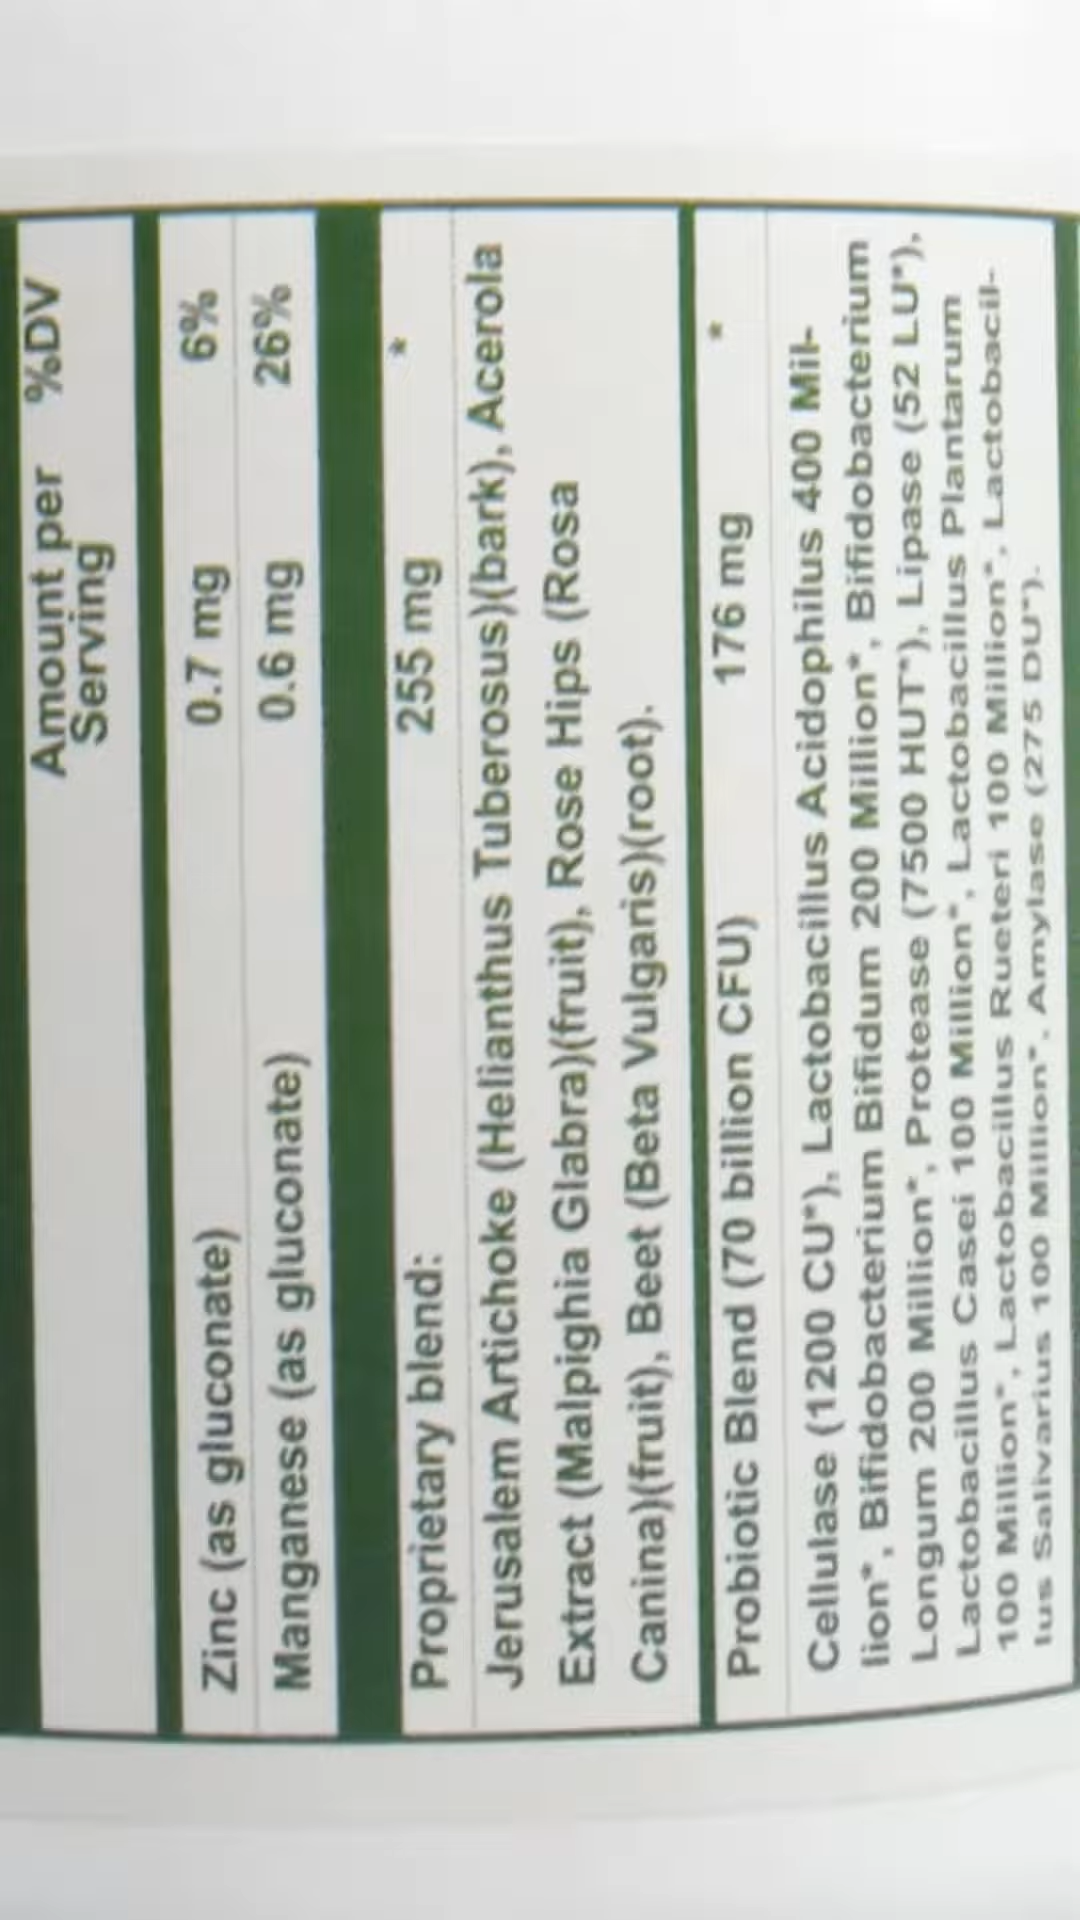 Amount per %DV
Serving
Zinc (as gluconate) 0.7 mg 6%
Manganese (as gluconate) 0.6 mg 26%
Proprietary blend: 255 mg *
Jerusalem Artichoke (Helianthus Tuberosus)(bark), Acerola
Extract (Malpighia Glabra)(fruit), Rose Hips (Rosa
Canina)(fruit), Beet (Beta Vulgaris)(root).
Probiotic Blend (70 billion CFU) 176 mg *
Cellulase (1200 CU*), Lactobacillus Acidophilus 400 Mil-
lion*, Bifidobacterium Bifidum 200 Million*, Bifidobacterium
Longum 200 Million*, Protease (7500 HUT*), Lipase (52 LU*),
Lactobacillus Casei 100 Million*, Lactobacillus Plantarum
100 Million*, Lactobacillus Rueteri 100 Million*, Lactobacil-
lus Salivarius 100 Million*, Amylase (275 DU*).